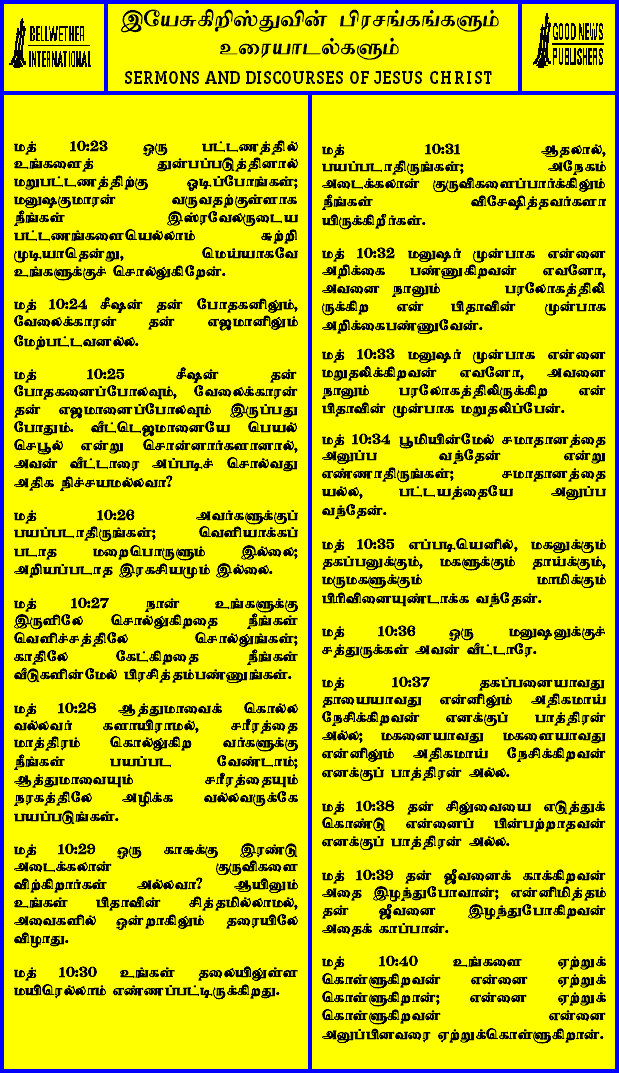 BELLWETHER
INTERNATIONAL
இயேசுகிறிஸ்துவின் பிரசங்கங்களும்
உரையாடல்களும்
SERMONS AND DISCOURSES OF JESUS CHRIST
GOOD NEWS
PUBLISHERS
மத் 10:23 ஒரு பட்டணத்தில்
உங்களைத் துன்பப்படுத்தினால்
மறுபட்டணத்திற்கு ஓடிப்போங்கள்;
மனுஷகுமாரன் வருவதற்குள்ளாக
நீங்கள் இஸ்ரவேலருடைய
பட்டணங்களையெல்லாம் சுற்றி
முடியாதென்று, மெய்யாகவே
உங்களுக்குச் சொல்லுகிறேன்.
மத் 10:24 சீஷன் தன் போதகனிலும்,
வேலைக்காரன் தன் எஜமானிலும்
மேற்பட்டவனல்ல.
மத் 10:25 சீஷன் தன்
போதகனைப்போலவும், வேலைக்காரன்
தன் எஜமானைப்போலவும் இருப்பது
போதும். வீட்டெஜமானையே பெயல்
செபூல் என்று சொன்னார்களானால்,
அவன் வீட்டாரை அப்படிச் சொல்வது
அதிக நிச்சயமல்லவா?
மத் 10:26 அவர்களுக்குப்
பயப்படாதிருங்கள்; வெளியாக்கப்
படாத மறைபொருளும் இல்லை;
அறியப்படாத இரகசியமும் இல்லை.
மத் 10:27 நான் உங்களுக்கு
இருளிலே சொல்லுகிறதை நீங்கள்
வெளிச்சத்திலே சொல்லுங்கள்;
காதிலே கேட்கிறதை நீங்கள்
வீடுகளின்மேல் பிரசித்தம்பண்ணுங்கள்.
மத் 10:28 ஆத்துமாவைக் கொல்ல
வல்லவர் களாயிராமல், சரீரத்தை
மாத்திரம் கொல்லுகிற வர்களுக்கு
நீங்கள் பயப்பட வேண்டாம்;
ஆத்துமாவையும் சரீரத்தையும்
நரகத்திலே அழிக்க வல்லவருக்கே
பயப்படுங்கள்.
மத் 10:29 ஒரு காசுக்கு இரண்டு
அடைக்கலான் குருவிகளை
விற்கிறார்கள் அல்லவா? ஆயினும்
உங்கள் பிதாவின் சித்தமில்லாமல்,
அவைகளில் ஒன்றாகிலும் தரையிலே
விழாது.
மத் 10:30 உங்கள் தலையிலுள்ள
மயிரெல்லாம் எண்ணப்பட்டிருக்கிறது.
மத் 10:31 ஆதலால்,
பயப்படாதிருங்கள்; அநேகம்
அடைக்கலான் குருவிகளைப்பார்க்கிலும்
நீங்கள் விசேஷித்தவர்களா
யிருக்கிறீர்கள்.
மத் 10:32 மனுஷர் முன்பாக என்னை
அறிக்கை பண்ணுகிறவன் எவனோ,
அவனை நானும் பரலோகத்திலி
ருக்கிற என் பிதாவின் முன்பாக
அறிக்கைபண்ணுவேன்.
மத் 10:33 மனுஷர் முன்பாக என்னை
மறுதலிக்கிறவன் எவனோ, அவனை
நானும் பரலோகத்திலிருக்கிற என்
பிதாவின் முன்பாக மறுதலிப்பேன்.
மத் 10:34 பூமியின்மேல் சமாதானத்தை
அனுப்ப வந்தேன் என்று
எண்ணாதிருங்கள்; சமாதானத்தை
யல்ல, பட்டயத்தையே அனுப்ப
வந்தேன்.
மத் 10:35 எப்படியெனில், மகனுக்கும்
தகப்பனுக்கும், மகளுக்கும் தாய்க்கும்,
மருமகளுக்கும் மாமிக்கும்
பிரிவினையுண்டாக்க வந்தேன்.
மத் 10:36 ஒரு மனுஷனுக்குச்
சத்துருக்கள் அவன் வீட்டாரே.
மத் 10:37 தகப்பனையாவது
தாயையாவது என்னிலும் அதிகமாய்
நேசிக்கிறவன் எனக்குப் பாத்திரன்
அல்ல; மகனையாவது மகளையாவது
என்னிலும் அதிகமாய் நேசிக்கிறவன்
எனக்குப் பாத்திரன் அல்ல.
மத் 10:38 தன் சிலுவையை எடுத்துக்
கொண்டு என்னைப் பின்பற்றாதவன்
எனக்குப் பாத்திரன் அல்ல.
மத் 10:39 தன் ஜீவனைக் காக்கிறவன்
அதை இழந்துபோவான்; என்னிமித்தம்
தன் ஜீவனை இழந்துபோகிறவன்
அதைக் காப்பான்.
மத் 10:40 உங்களை ஏற்றுக்
கொள்ளுகிறவன் என்னை ஏற்றுக்
கொள்ளுகிறான்; என்னை ஏற்றுக்
கொள்ளுகிறவன் என்னை
அனுப்பினவரை ஏற்றுக்கொள்ளுகிறான்.